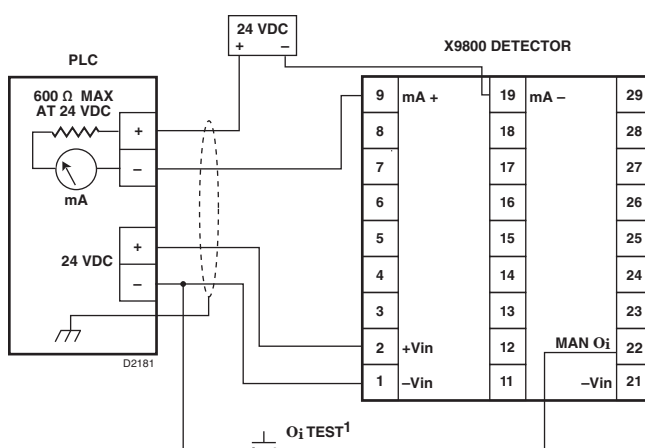 24 VDC
+ –
PLC
X9800 DETECTOR
600 Ω MAX
AT 24 VDC
+
–
mA
24 VDC
+
–
D2181
9 mA + 19 mA – 29
8 18 28
7 17 27
6 16 26
5 15 25
4 14 24
3 13 23
2 +Vin 12 MAN Oi 22
1 –Vin 11 –Vin 21
Oi TEST1